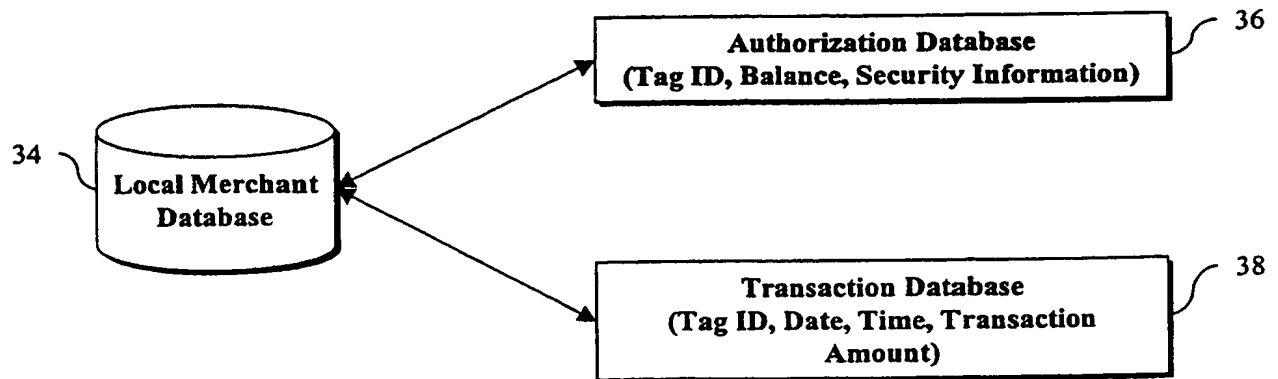 36
Authorization Database
(Tag ID, Balance, Security Information)
34
Local Merchant
Database
38
Transaction Database
(Tag ID, Date, Time, Transaction
Amount)